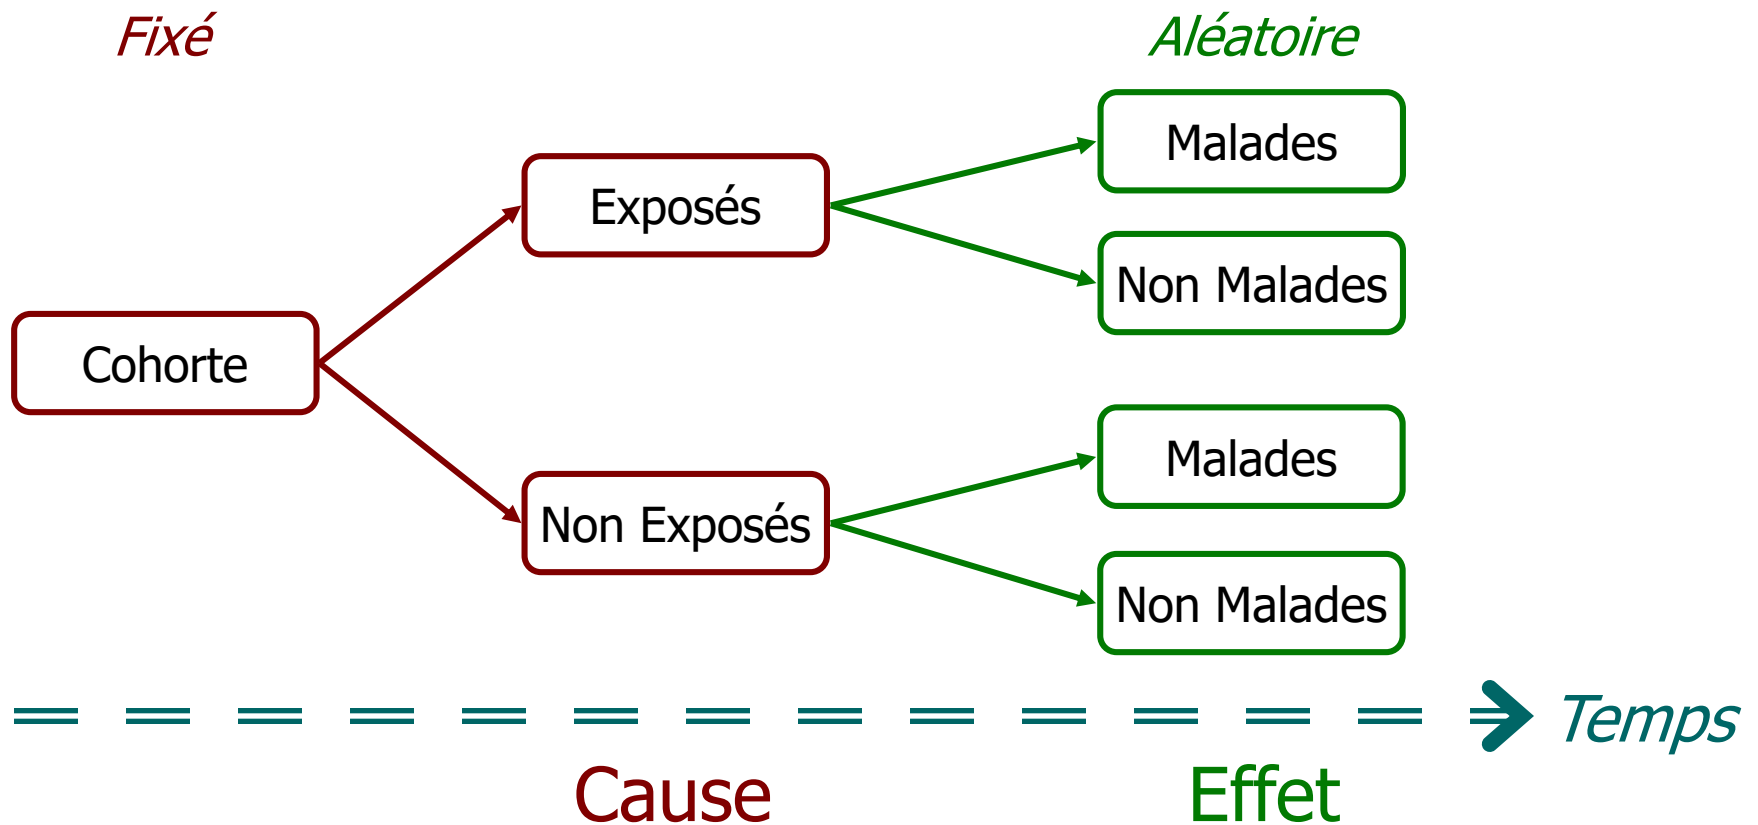 Fixé
Aléatoire
Malades
Exposés
Non Malades
Cohorte
Malades
Non Exposés
Non Malades
Temps
Cause
Effet